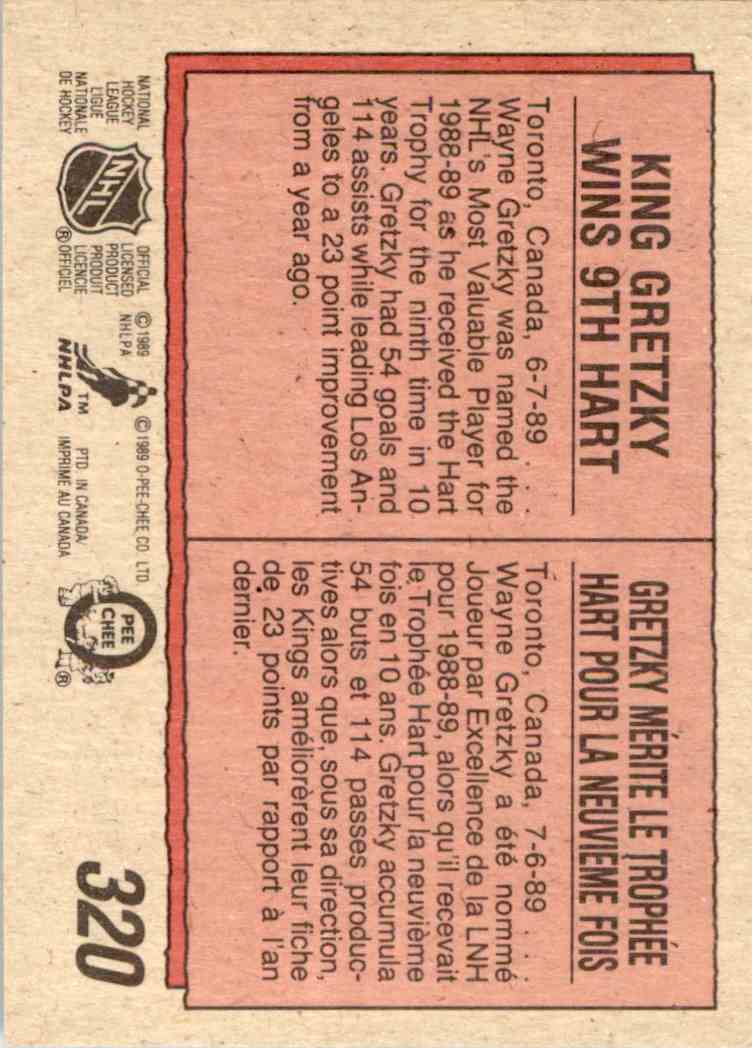 KING GRETZKY
WINS 9TH HART
Toronto, Canada, 6-7-89 . . .
Wayne Gretzky was named the
NHL's Most Valuable Player for
1988-89 as he received the Hart
Trophy for the ninth time in 10
years. Gretzky had 54 goals and
114 assists while leading Los An-
geles to a 23 point improvement
from a year ago.
GRETZKY MÉRITE LE TROPHÉE
HART POUR LA NEUVIEME FOIS
Toronto, Canada, 7-6-89 . . . .
Wayne Gretzky a été nommé
Joueur par Excellence de la LNH
pour 1988-89, alors qu'il recevait
le Trophée Hart pour la neuvième
fois en 10 ans. Gretzky accumula
54 buts et 114 passes produc-
tives alors que, sous sa direction,
les Kings améliorèrent leur fiche
de 23 points par rapport à l'an
dernier.
NATIONAL
HOCKEY
LEAGUE
LIGUE
NATIONALE
DE HOCKEY
NHL
®
OFFICIAL
LICENSED
PRODUCT
PRODUIT
LICENCIE
OFFICIEL
© 1989
NHLPA
TM
NHLPA
© 1989 O-PEE-CHEE CO. LTD.
PTD. IN CANADA/
IMPRIMÉ AU CANADA
O
PEE
CHEE
®
320